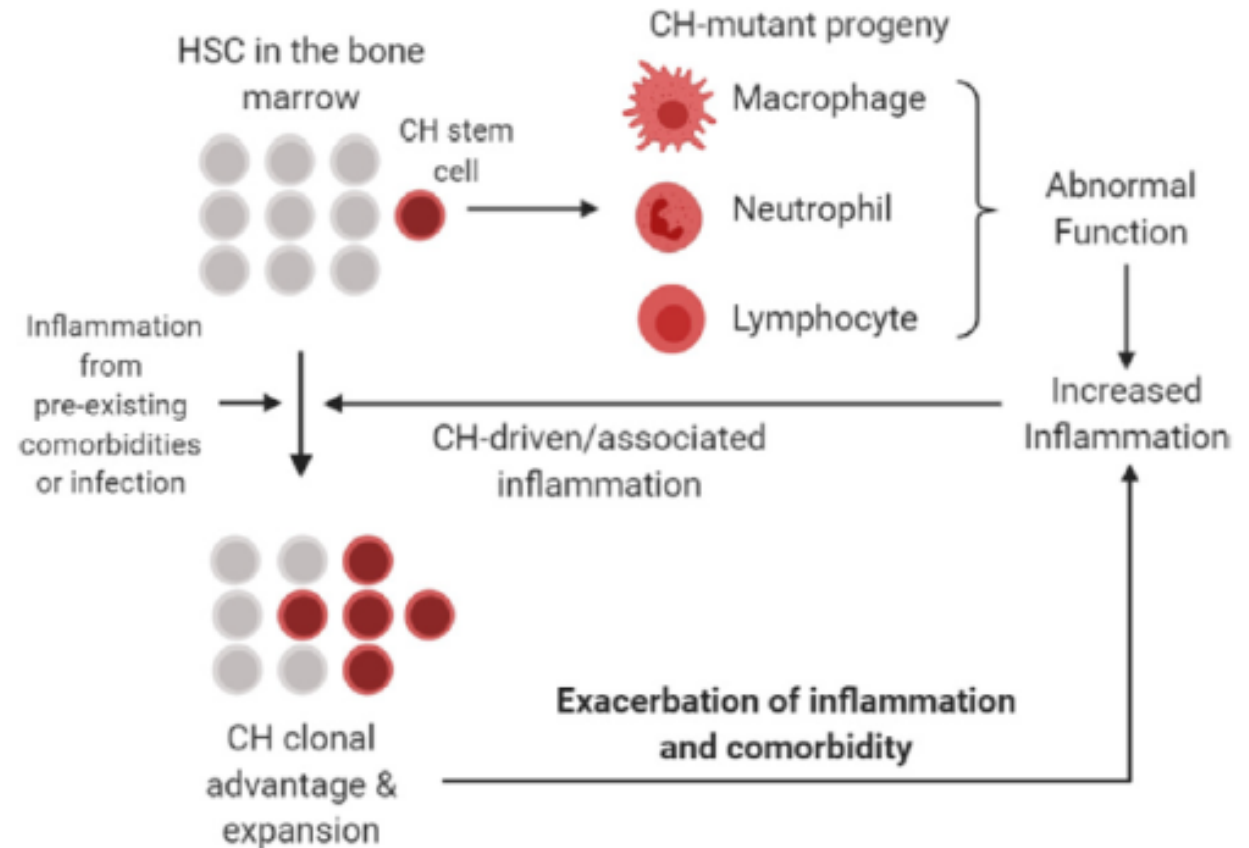 HSC in the bone
marrow
CH stem
cell
CH-mutant progeny
Macrophage
Neutrophil
Lymphocyte
Abnormal
Function
Inflammation
from
pre-existing
comorbidities
or infection
CH-driven/associated
inflammation
Increased
Inflammation
CH clonal
advantage &
expansion
Exacerbation of inflammation
and comorbidity